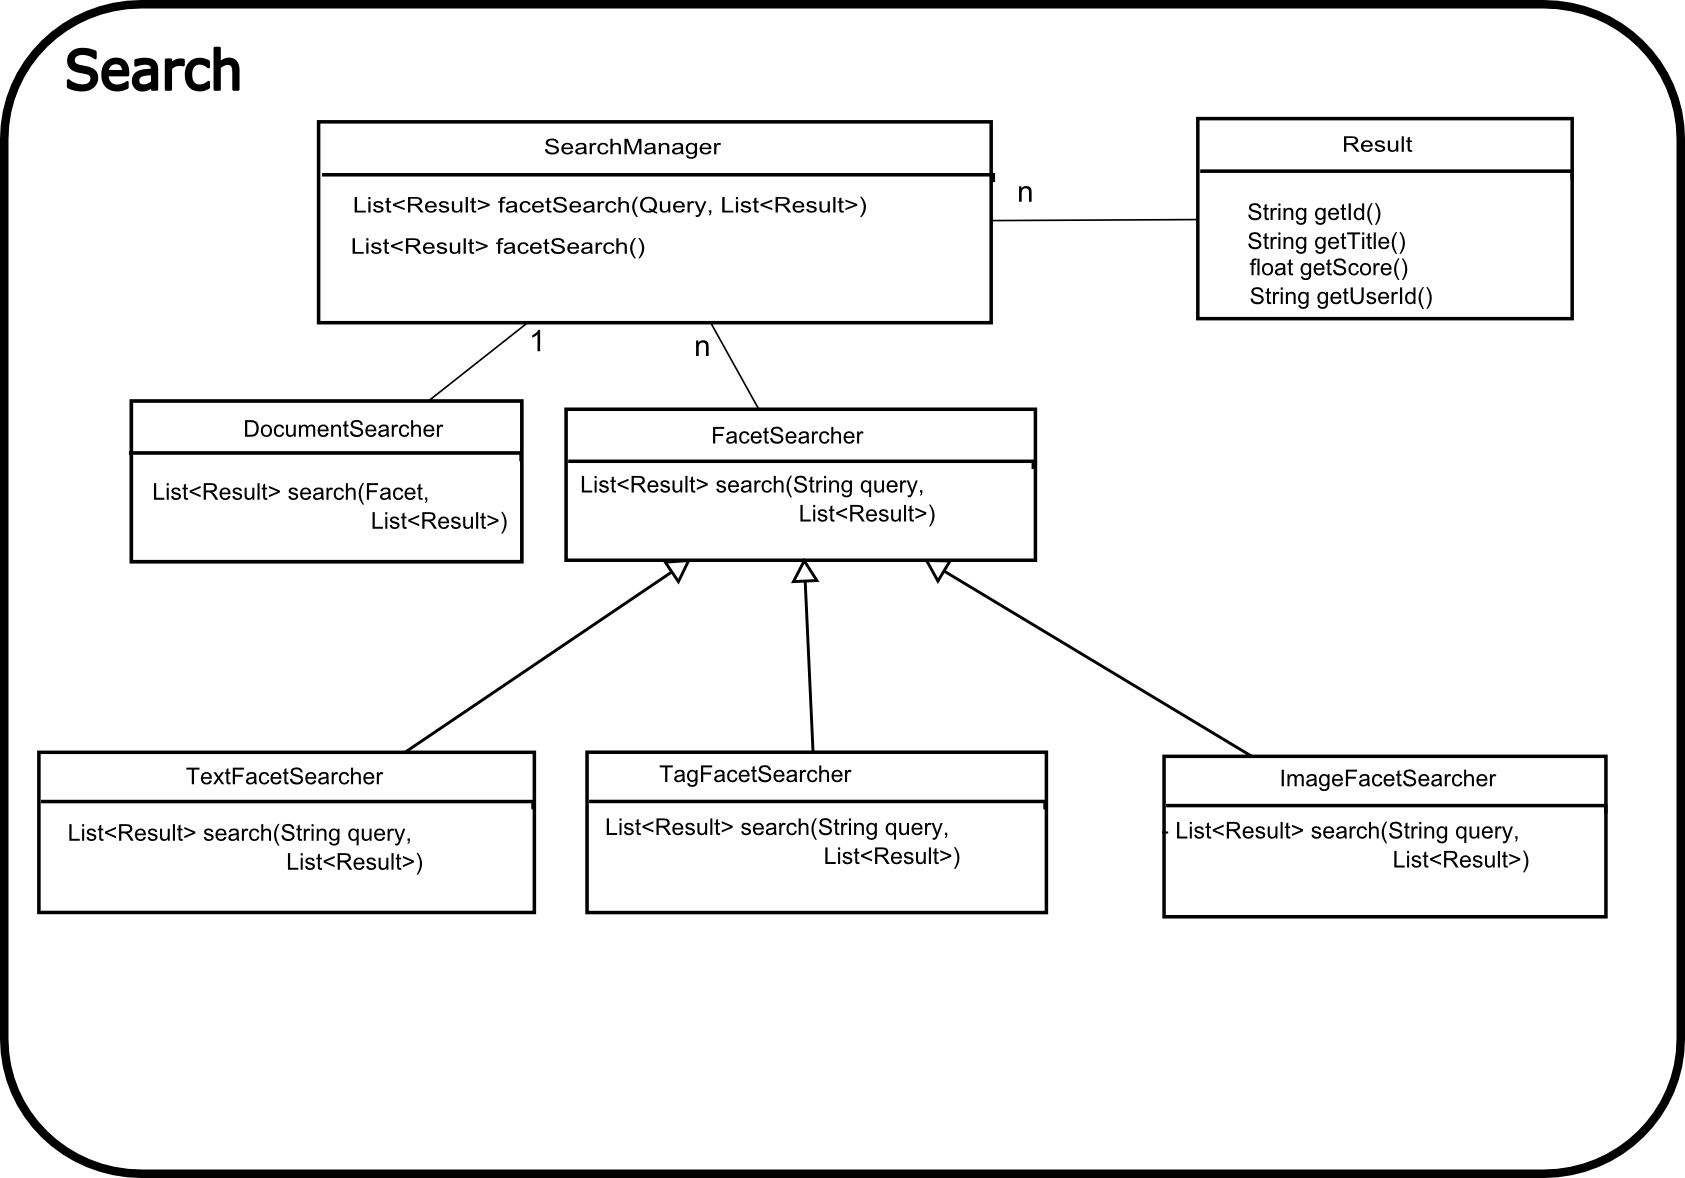 Search
SearchManager
List<Result> facetSearch(Query, List<Result>)
List<Result> facetSearch()
n
Result
String getId()
String getTitle()
float getScore()
String getUserId()
1
n
DocumentSearcher
List<Result> search(Facet,
List<Result>)
FacetSearcher
List<Result> search(String query,
List<Result>)
TextFacetSearcher
List<Result> search(String query,
List<Result>)
TagFacetSearcher
List<Result> search(String query,
List<Result>)
ImageFacetSearcher
List<Result> search(String query,
List<Result>)